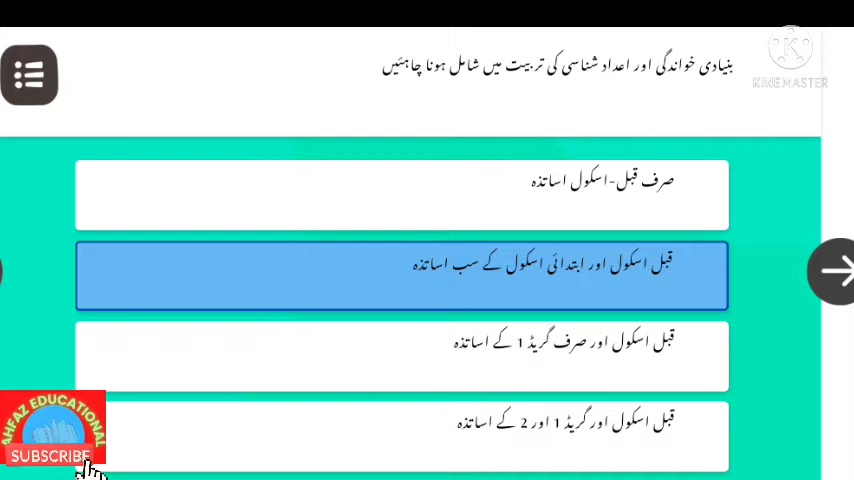 بنیادی خواندگی اور اعداد شناسی کی تربیت میں شامل ہونا چاہئیں
KINEMASTER
صرف قبل-اسکول اساتذہ
قبل اسکول اور ابتدائی اسکول کے سب اساتذہ
قبل اسکول اور صرف گریڈ 1 کے اساتذہ
قبل اسکول اور گریڈ 1 اور 2 کے اساتذہ
AHFAZ EDUCATIONAL
SUBSCRIBE